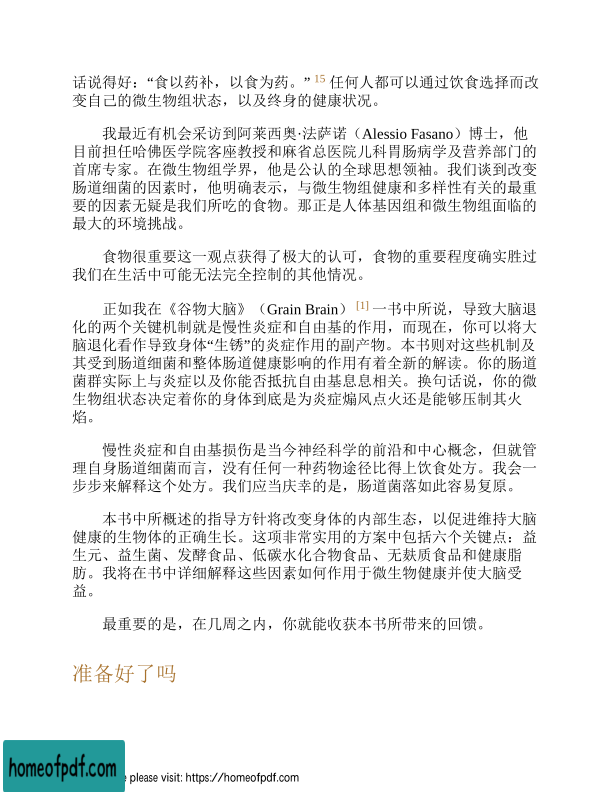 话说得好：“食以药补，以食为药。” 15 任何人都可以通过饮食选择而改
变自己的微生物组状态，以及终身的健康状况。
我最近有机会采访到阿莱西奥·法萨诺（Alessio Fasano）博士，他
目前担任哈佛医学院客座教授和麻省总医院儿科胃肠病学及营养部门的
首席专家。在微生物组学界，他是公认的全球思想领袖。我们谈到改变
肠道细菌的因素时，他明确表示，与微生物组健康和多样性有关的最重
要的因素无疑是我们所吃的食物。那正是人体基因组和微生物组面临的
最大的环境挑战。
食物很重要这一观点获得了极大的认可，食物的重要程度确实胜过
我们在生活中可能无法完全控制的其他情况。
正如我在《谷物大脑》（Grain Brain） [1] 一书中所说，导致大脑退
化的两个关键机制就是慢性炎症和自由基的作用，而现在，你可以将大
脑退化看作导致身体“生锈”的炎症作用的副产物。本书则对这些机制及
其受到肠道细菌和整体肠道健康影响的作用有着全新的解读。你的肠道
菌群实际上与炎症以及你能否抵抗自由基息息相关。换句话说，你的微
生物组状态决定着你的身体到底是为炎症煽风点火还是能够压制其火
焰。
慢性炎症和自由基损伤是当今神经科学的前沿和中心概念，但就管
理自身肠道细菌而言，没有任何一种药物途径比得上饮食处方。我会一
步步来解释这个处方。我们应当庆幸的是，肠道菌落如此容易复原。
本书中所概述的指导方针将改变身体的内部生态，以促进维持大脑
健康的生物体的正确生长。这项非常实用的方案中包括六个关键点：益
生元、益生菌、发酵食品、低碳水化合物食品、无麸质食品和健康脂
肪。我将在书中详细解释这些因素如何作用于微生物健康并使大脑受
益。
最重要的是，在几周之内，你就能收获本书所带来的回馈。
准备好了吗
homeofpdf.com
e please visit: https://homeofpdf.com